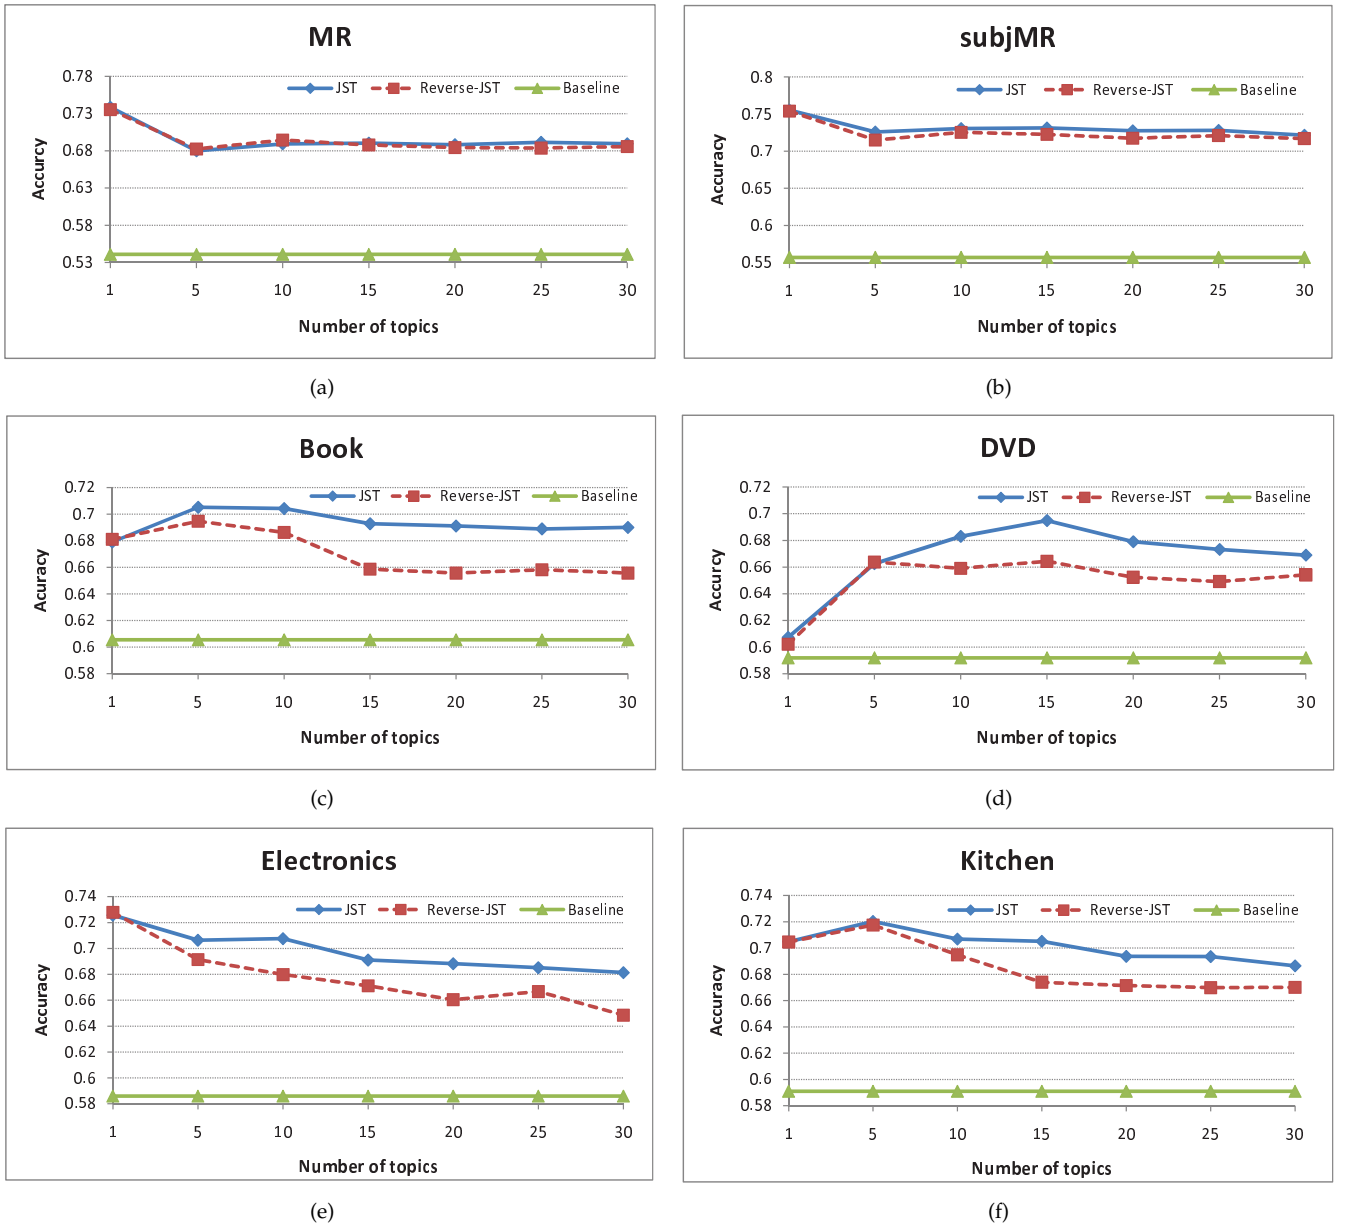 MR
JST Reverse-JST Baseline
0.78
0.73
0.68
0.63
0.58
0.53
Accurcy
1 5 10 15 20 25 30
Number of topics
(a)
subjMR
JST Reverse-JST Baseline
0.8
0.75
0.7
0.65
0.6
0.55
Accuracy
1 5 10 15 20 25 30
Number of topics
(b)
Book
JST Reverse-JST Baseline
0.72
0.7
0.68
0.66
0.64
0.62
0.6
0.58
Acuracy
1 5 10 15 20 25 30
Number of topics
(c)
DVD
JST Reverse-JST Baseline
0.72
0.7
0.68
0.66
0.64
0.62
0.6
0.58
Accurcy
1 5 10 15 20 25 30
Number of topics
(d)
Electronics
JST Reverse-JST Baseline
0.74
0.72
0.7
0.68
0.66
0.64
0.62
0.6
0.58
Accuracy
1 5 10 15 20 25 30
Number of topics
(e)
Kitchen
JST Reverse-JST Baseline
0.74
0.72
0.7
0.68
0.66
0.64
0.62
0.6
0.58
Accuracy
1 5 10 15 20 25 30
Number of topics
(f)